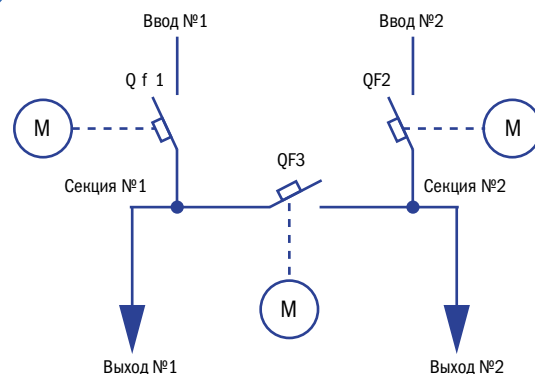 Ввод №1
Ввод №2
Q f 1
QF2
M
M
QF3
Секция №1
Секция №2
M
Выход №1
Выход №2